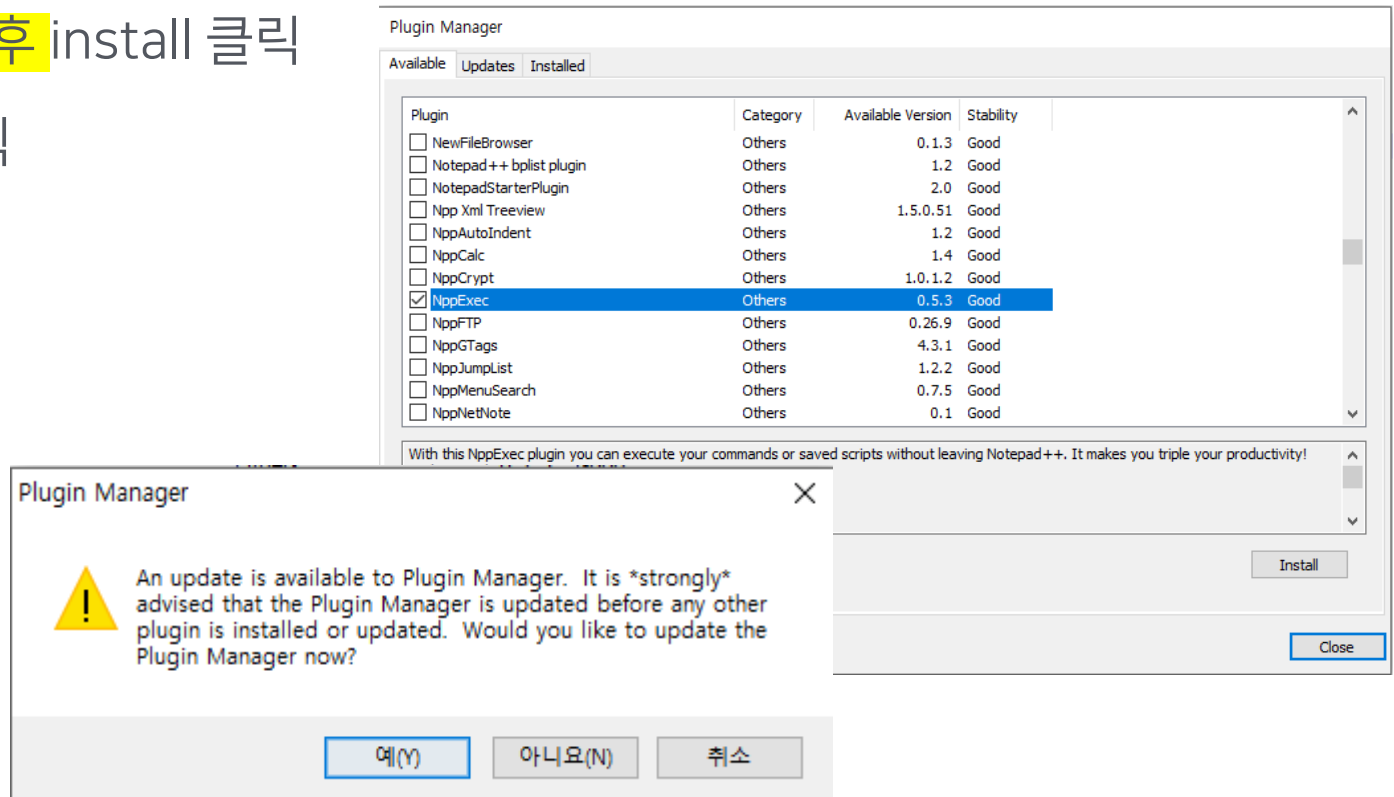 후 install 클릭
Plugin Manager
Available Updates Installed
Plugin Category Available Version Stability
NewFileBrowser Others 0.1.3 Good
Notepad++ bplist plugin Others 1.2 Good
NotepadStarterPlugin Others 2.0 Good
Npp Xml Treeview Others 1.5.0.51 Good
NppAutoIndent Others 1.2 Good
NppCalc Others 1.4 Good
NppCrypt Others 1.0.1.2 Good
NppExec Others 0.5.3 Good
NppFTP Others 0.26.9 Good
NppGTags Others 4.3.1 Good
NppJumpList Others 1.2.2 Good
NppMenuSearch Others 0.7.5 Good
NppNetNote Others 0.1 Good
With this NppExec plugin you can execute your commands or saved scripts without leaving Notepad++. It makes you triple your productivity!
Install
Close
Plugin Manager
An update is available to Plugin Manager. It is *strongly*
advised that the Plugin Manager is updated before any other
plugin is installed or updated. Would you like to update the
Plugin Manager now?
예(Y) 아니요(N) 취소